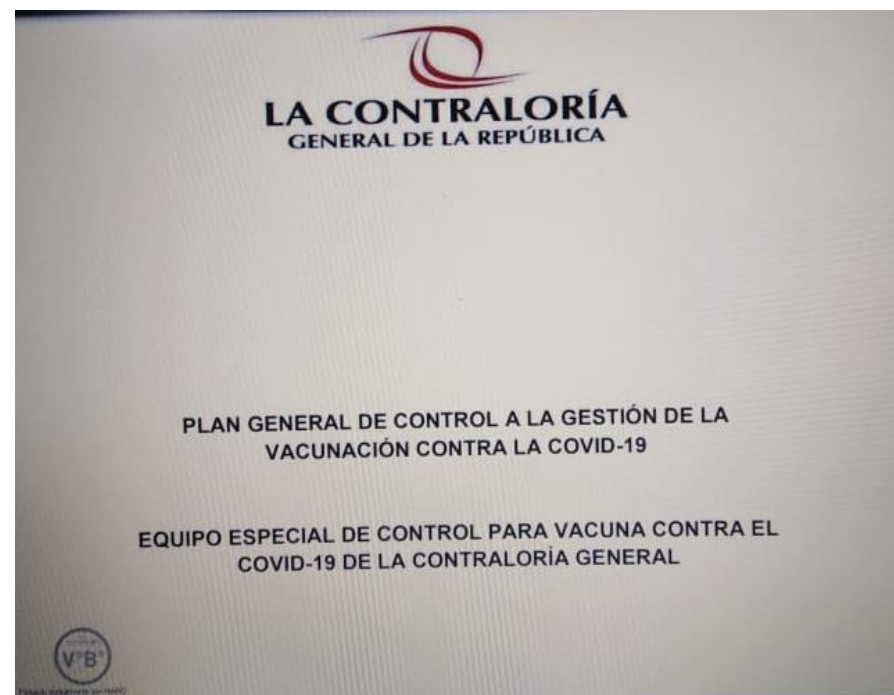 LA CONTRALORÍA
GENERAL DE LA REPÚBLICA
PLAN GENERAL DE CONTROL A LA GESTIÓN DE LA
VACUNACIÓN CONTRA LA COVID-19
EQUIPO ESPECIAL DE CONTROL PARA VACUNA CONTRA EL
COVID-19 DE LA CONTRALORÍA GENERAL
V°B°